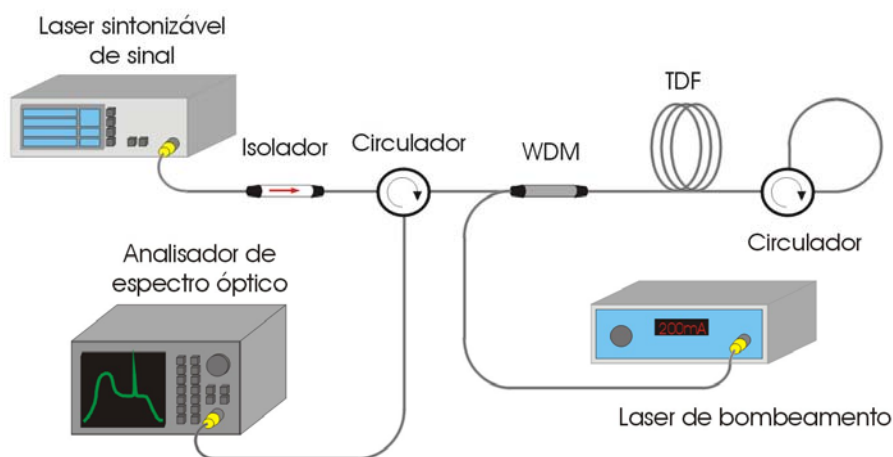 Laser sintonizável
de sinal
Isolador
Circulador
WDM
TDF
Circulador
Analisador de
espectro óptico
200mA
Laser de bombeamento